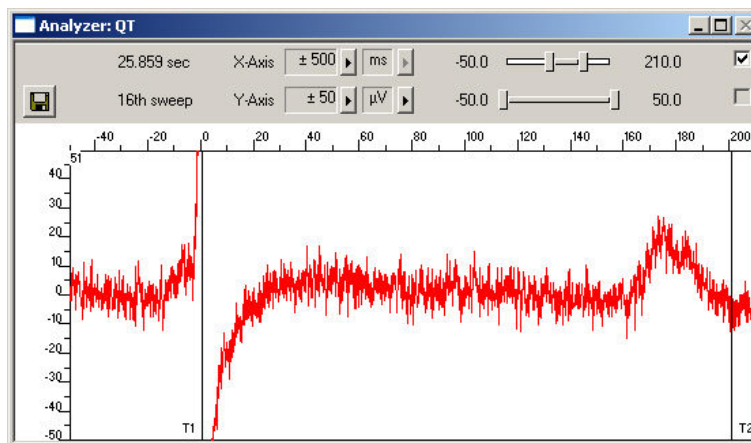 Analyzer: QT
25.859 sec X-Axis ± 500 ms -50.0 210.0
16th sweep Y-Axis ± 50 µV -50.0 50.0
-40 -20 0 20 40 60 80 100 120 140 160 180 200
51
40
30
20
10
0
-10
-20
-30
-40
-50
T1 T2